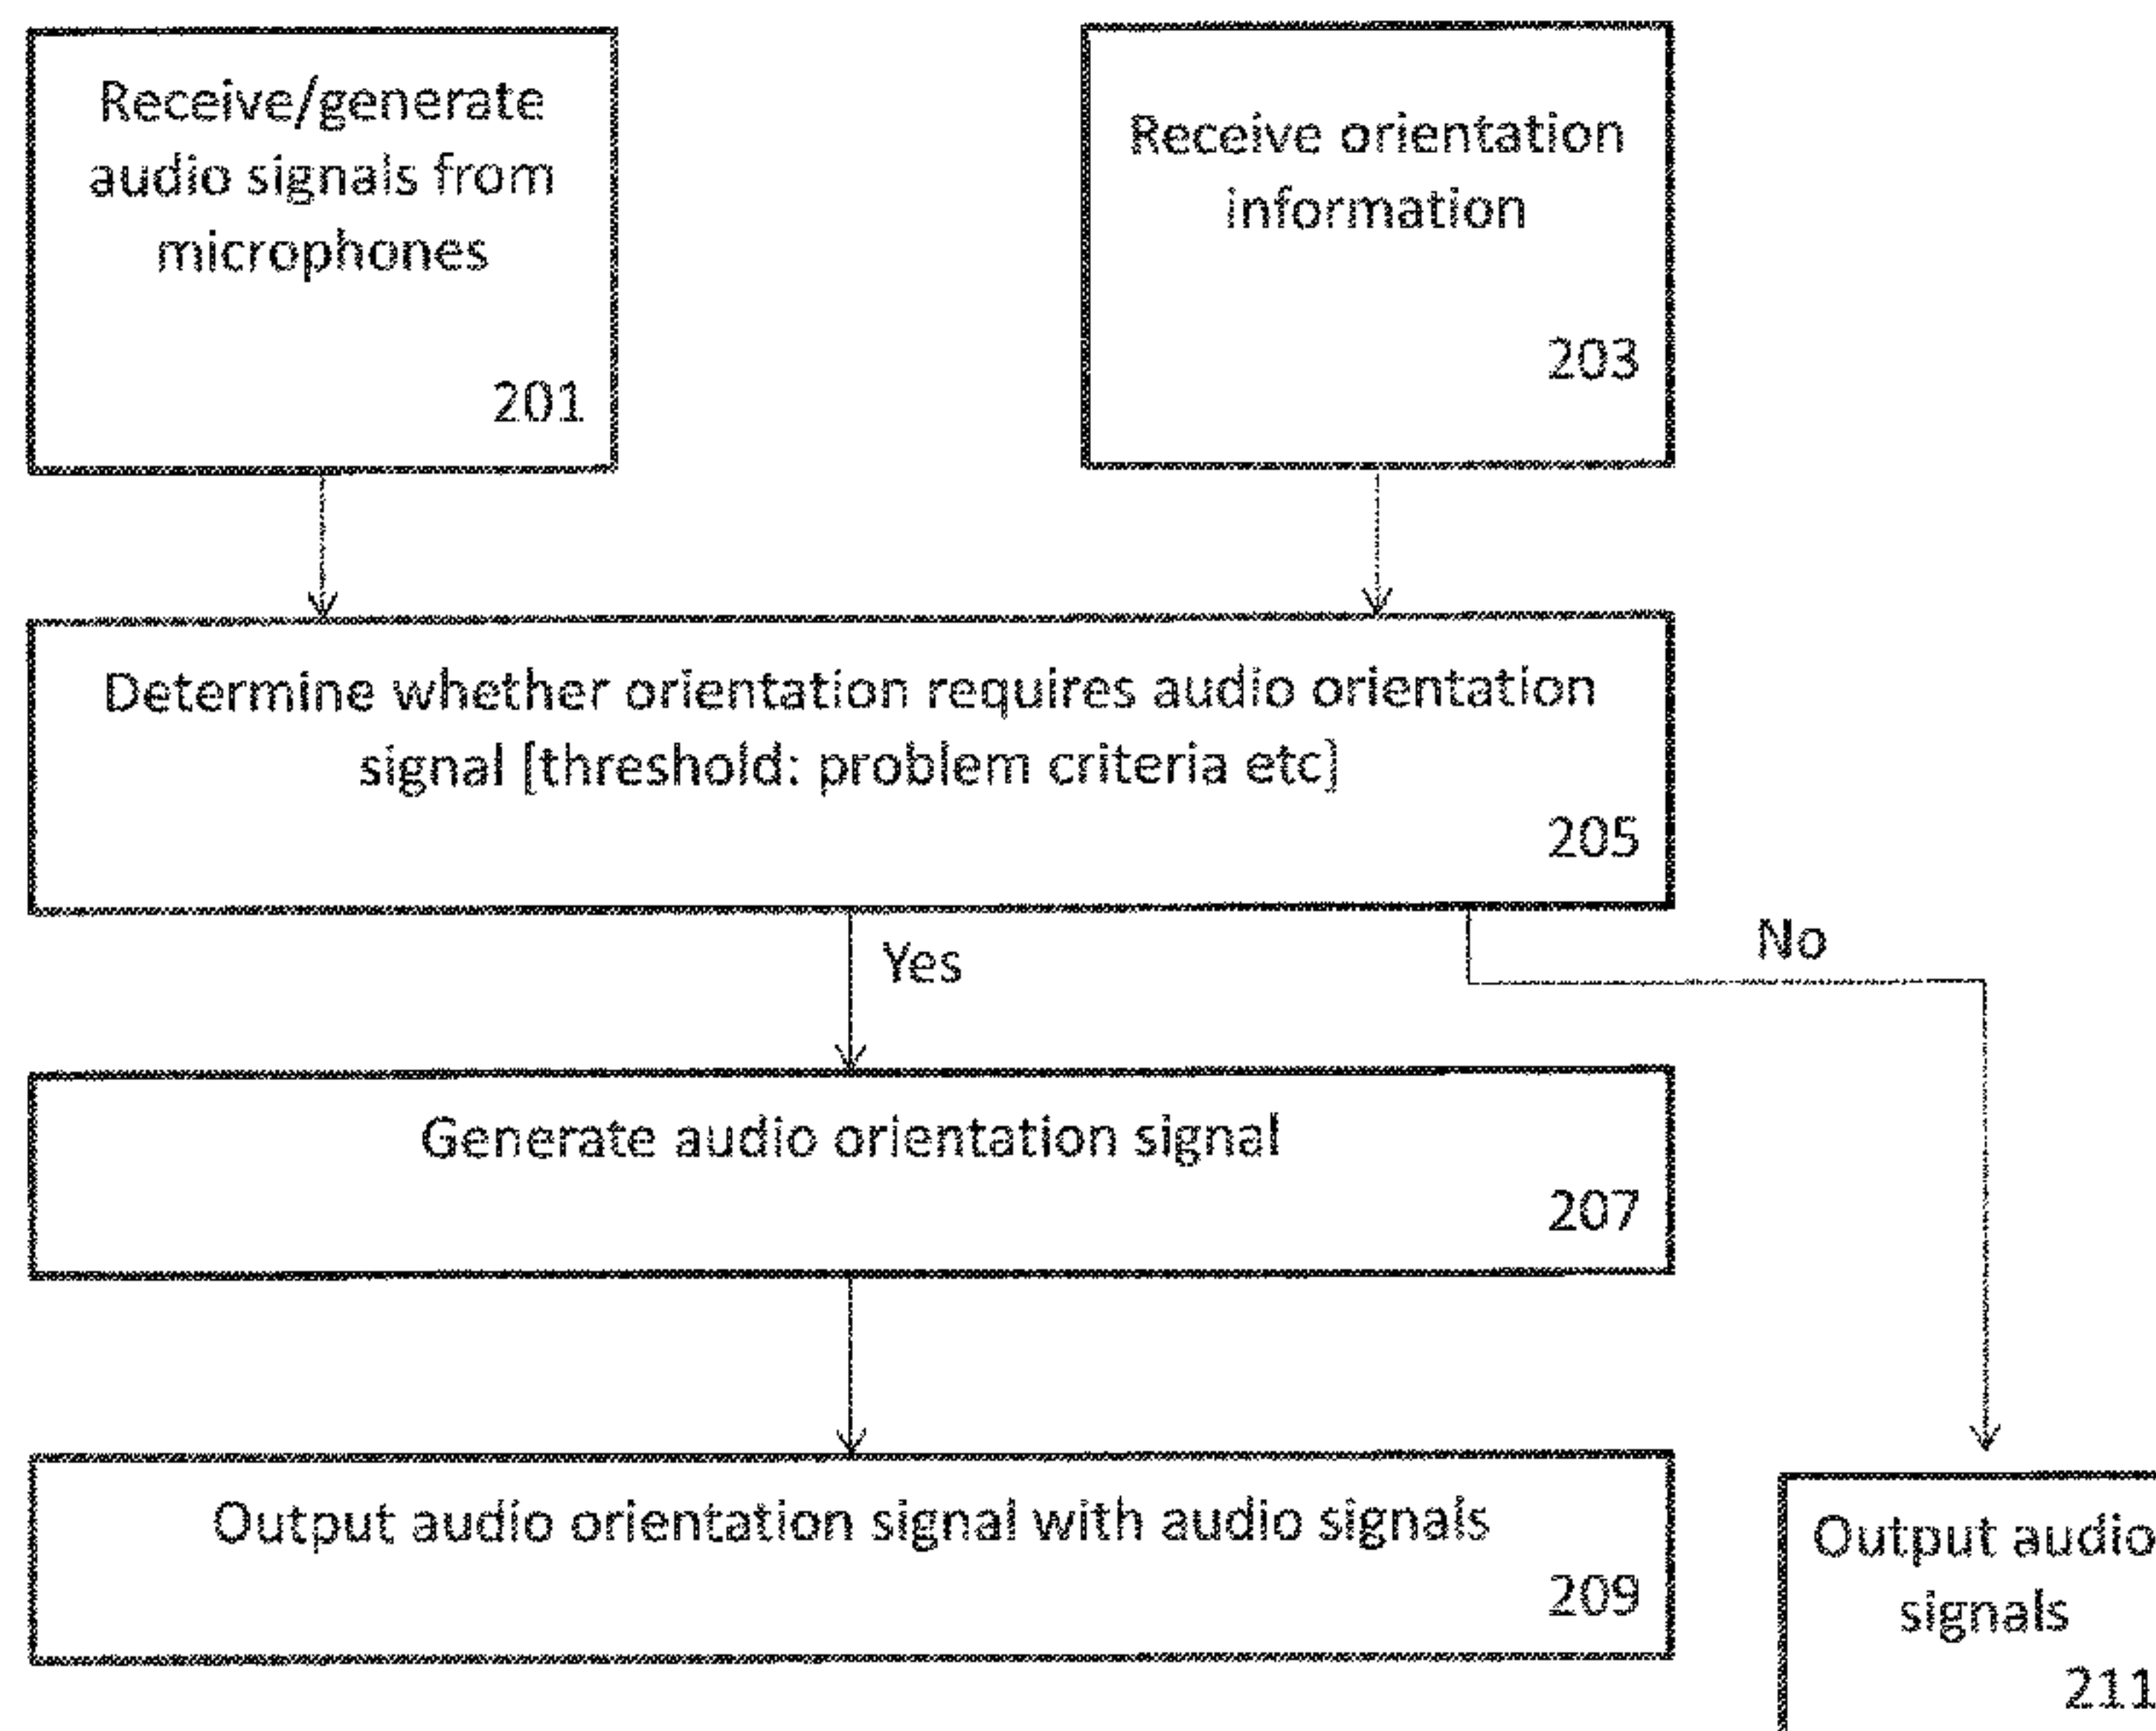 Receive/generate
audio signals from
microphones
201
Receive orientation
information
203
Determine whether orientation requires audio orientation
signal [threshold: problem criteria etc]
205
Yes
No
Generate audio orientation signal
207
Output audio orientation signal with audio signals
209
Output audio
signals
211